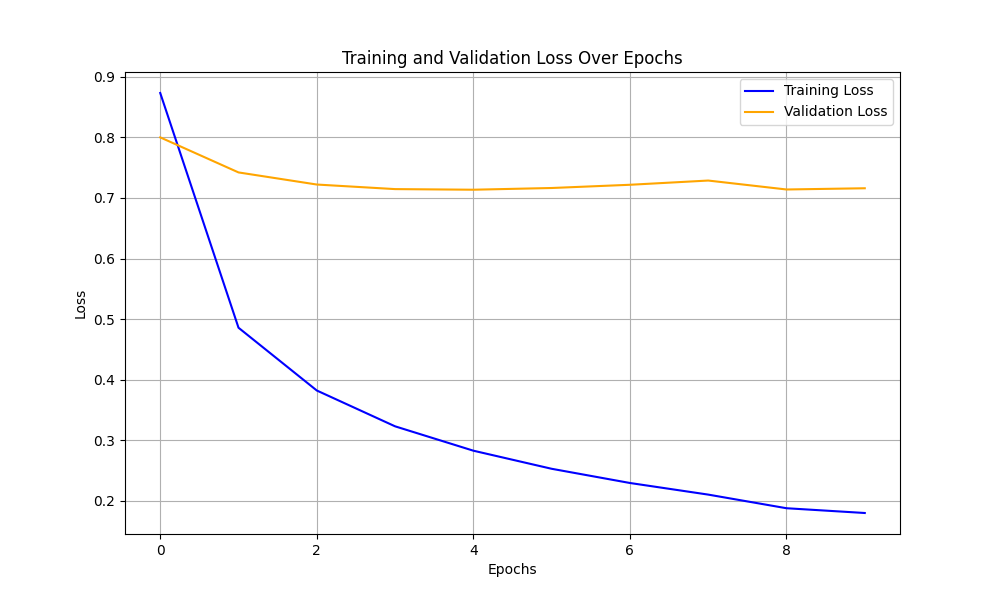 Training and Validation Loss Over Epochs
Training Loss
Validation Loss
Loss
0.9
0.8
0.7
0.6
0.5
0.4
0.3
0.2
0 2 4 6 8
Epochs